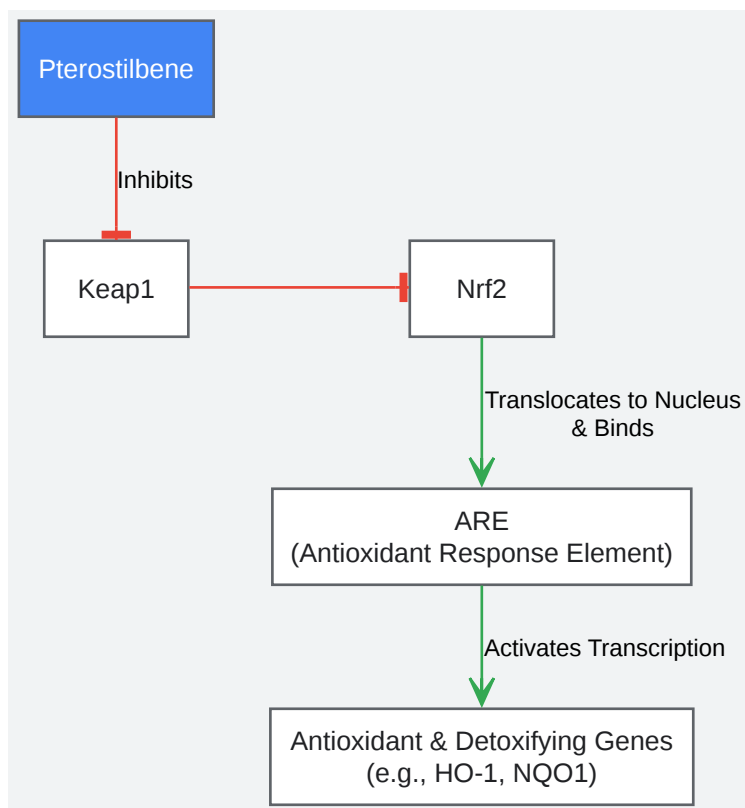 Pterostilbene
Inhibits
Keap1
Nrf2
Translocates to Nucleus
& Binds
ARE
(Antioxidant Response Element)
Activates Transcription
Antioxidant & Detoxifying Genes
(e.g., HO-1, NQO1)